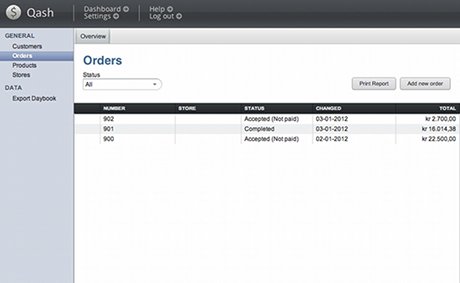 $ Qash
Dashboard
Settings
Help
Log out
GENERAL
Customers
Orders
Products
Stores
DATA
Export Daybook
Overview
Orders
Status
All
Print Report
Add new order
NUMBER STORE STATUS CHANGED TOTAL
902 Accepted (Not paid) 03-01-2012 kr 2.700,00
901 Completed 03-01-2012 kr 16.014,38
900 Accepted (Not paid) 02-01-2012 kr 22.500,00